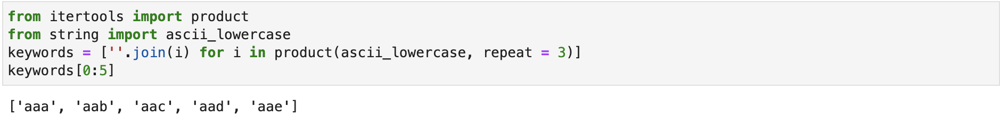 from itertools import product
from string import ascii_lowercase
keywords = [''.join(i) for i in product(ascii_lowercase, repeat = 3)]
keywords[0:5]
['aaa', 'aab', 'aac', 'aad', 'aae']